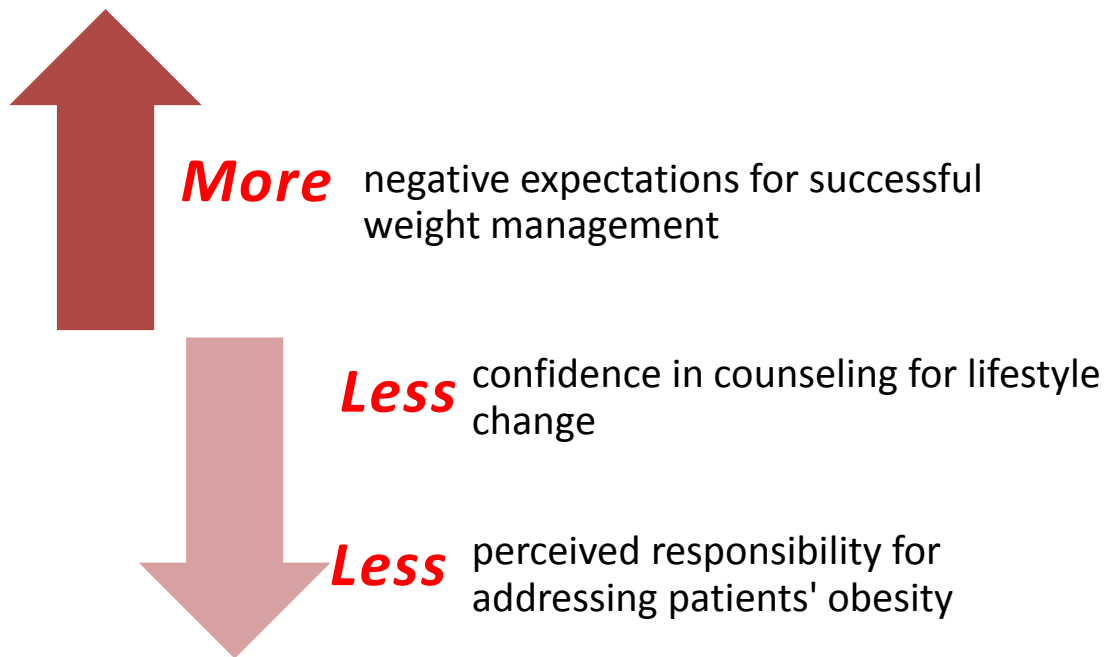 More negative expectations for successful
weight management
Less confidence in counseling for lifestyle
change
Less perceived responsibility for
addressing patients' obesity